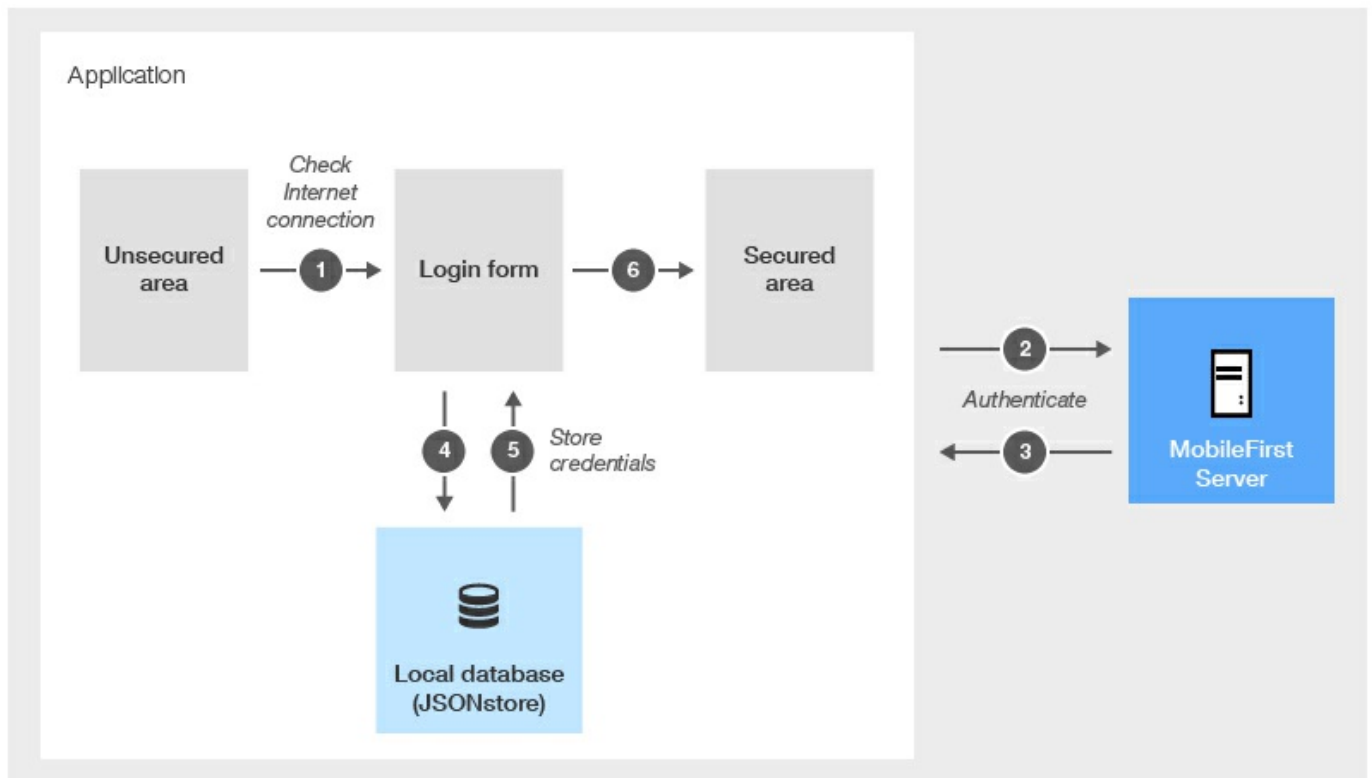 Application
Check
Internet
connection
Unsecured
area
1
Login form
6
Secured
area
2
Authenticate
3
MobileFirst
Server
4
5
Store
credentials
Local database
(JSONstore)